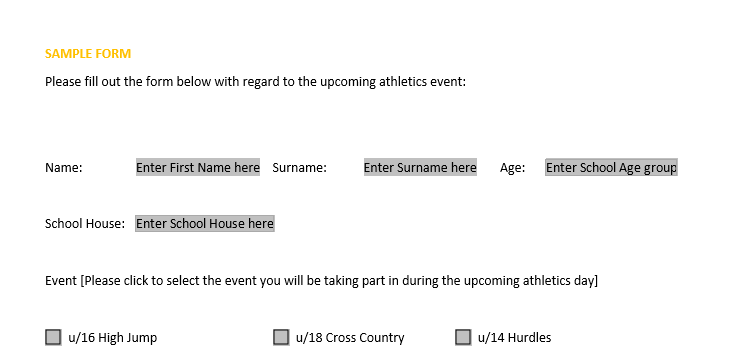 SAMPLE FORM
Please fill out the form below with regard to the upcoming athletics event:
Name: Enter First Name here Surname: Enter Surname here Age: Enter School Age group
School House: Enter School House here
Event [Please click to select the event you will be taking part in during the upcoming athletics day]
u/16 High Jump u/18 Cross Country u/14 Hurdles